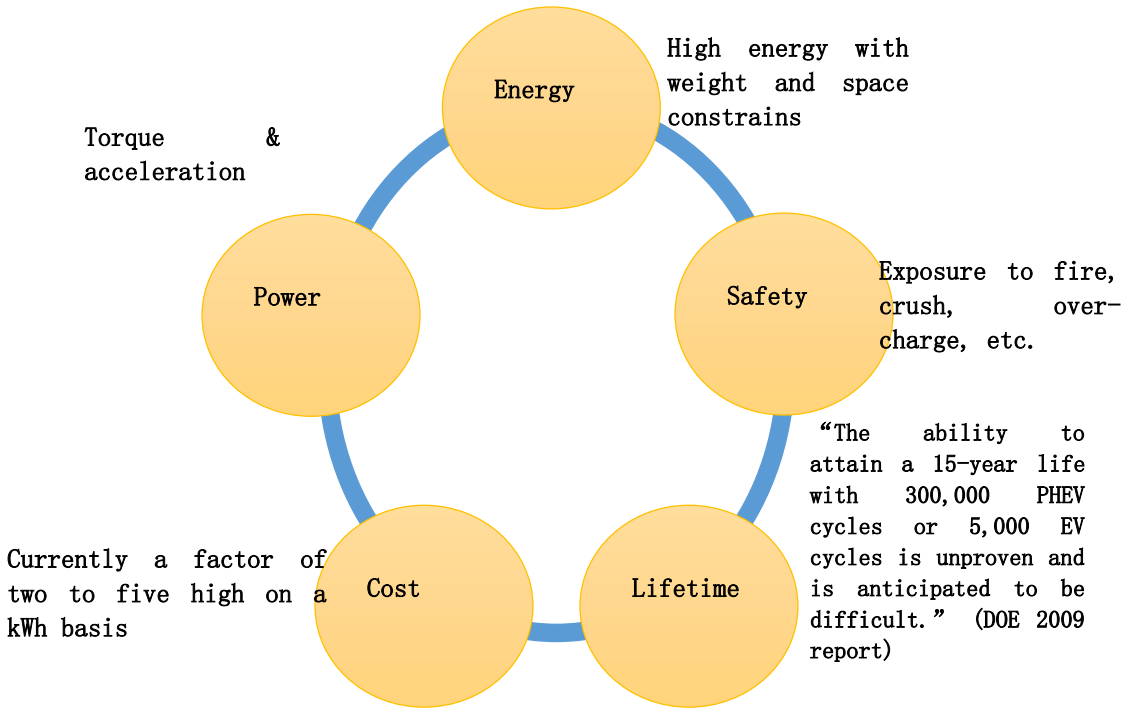 Energy
High energy with
weight and space
constrains
Torque &
acceleration
Power
Safety
Exposure to fire,
crush, over-
charge, etc.
“The ability to
attain a 15-year life
with 300,000 PHEV
cycles or 5,000 EV
cycles is unproven and
is anticipated to be
difficult.” (DOE 2009
report)
Currently a factor of
two to five high on a
kWh basis
Cost
Lifetime